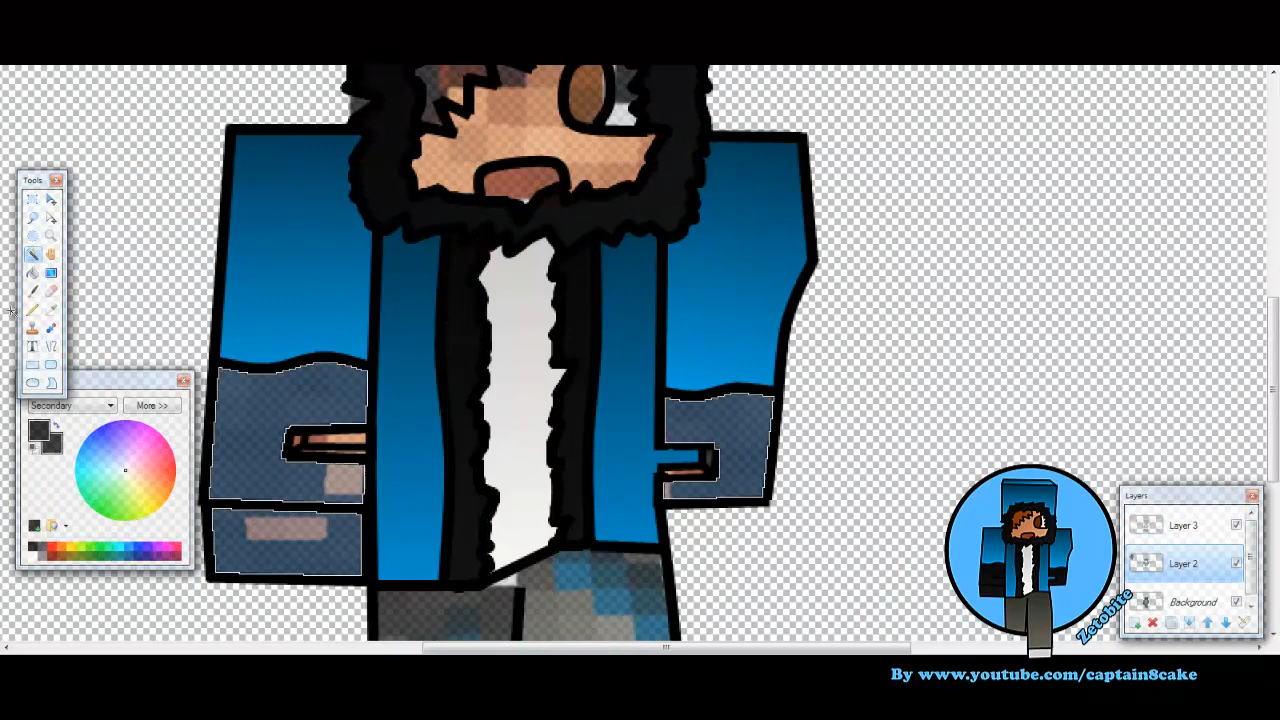 Tools
Secondary
More >>
Layers
Layer 3
Layer 2
Background
Zetobite
By www.youtube.com/captain8cake